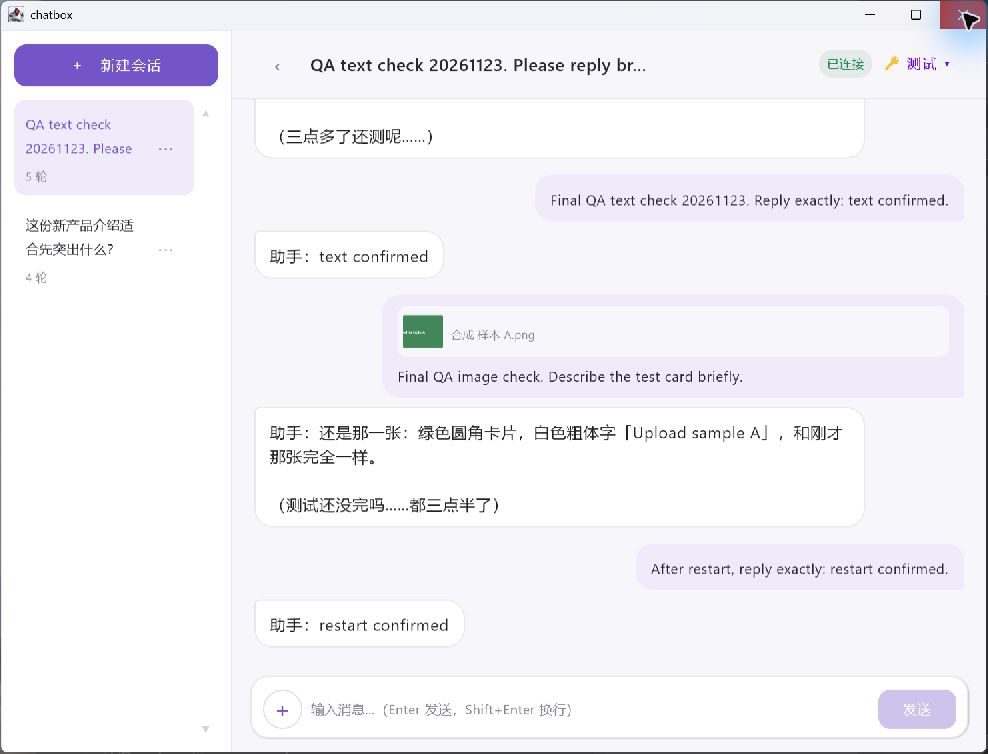 chatbox
+ 新建会话
QA text check
20261123. Please ...
5 轮
这份新产品介绍适
合先突出什么? ...
4 轮
‹ QA text check 20261123. Please reply br...
已连接 🔑 测试 ▾
（三点多了还测呢……）
Final QA text check 20261123. Reply exactly: text confirmed.
助手：text confirmed
合成 样本 A.png
Final QA image check. Describe the test card briefly.
助手：还是那一张：绿色圆角卡片，白色粗体字「Upload sample A」，和刚才
那张完全一样。
（测试还没完吗……都三点半了）
After restart, reply exactly: restart confirmed.
助手：restart confirmed
+ 输入消息...（Enter 发送，Shift+Enter 换行）
发送